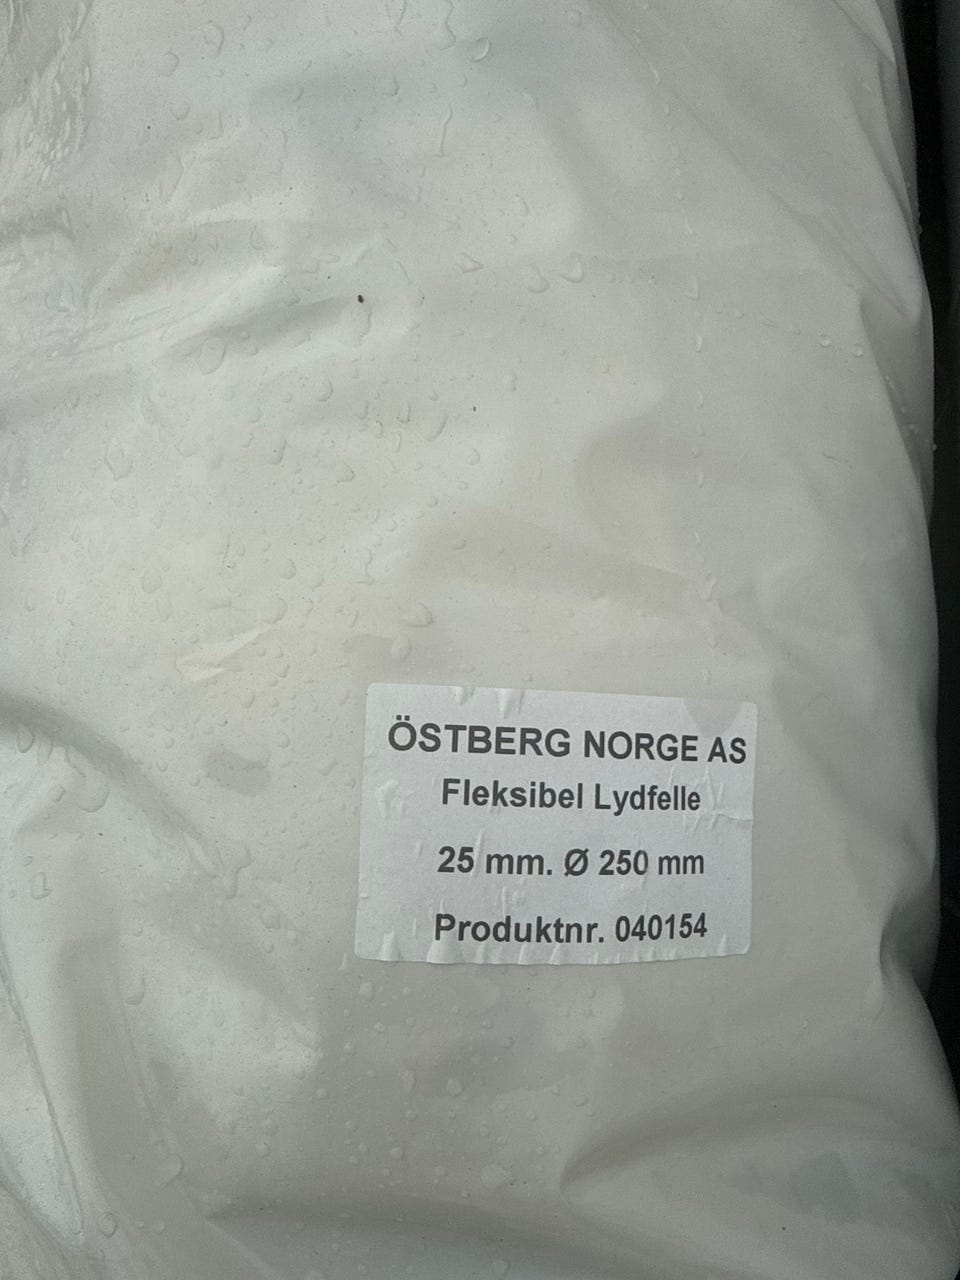 ÖSTBERG NORGE AS
Fleksibel Lydfelle
25 mm. Ø 250 mm
Produktnr. 040154